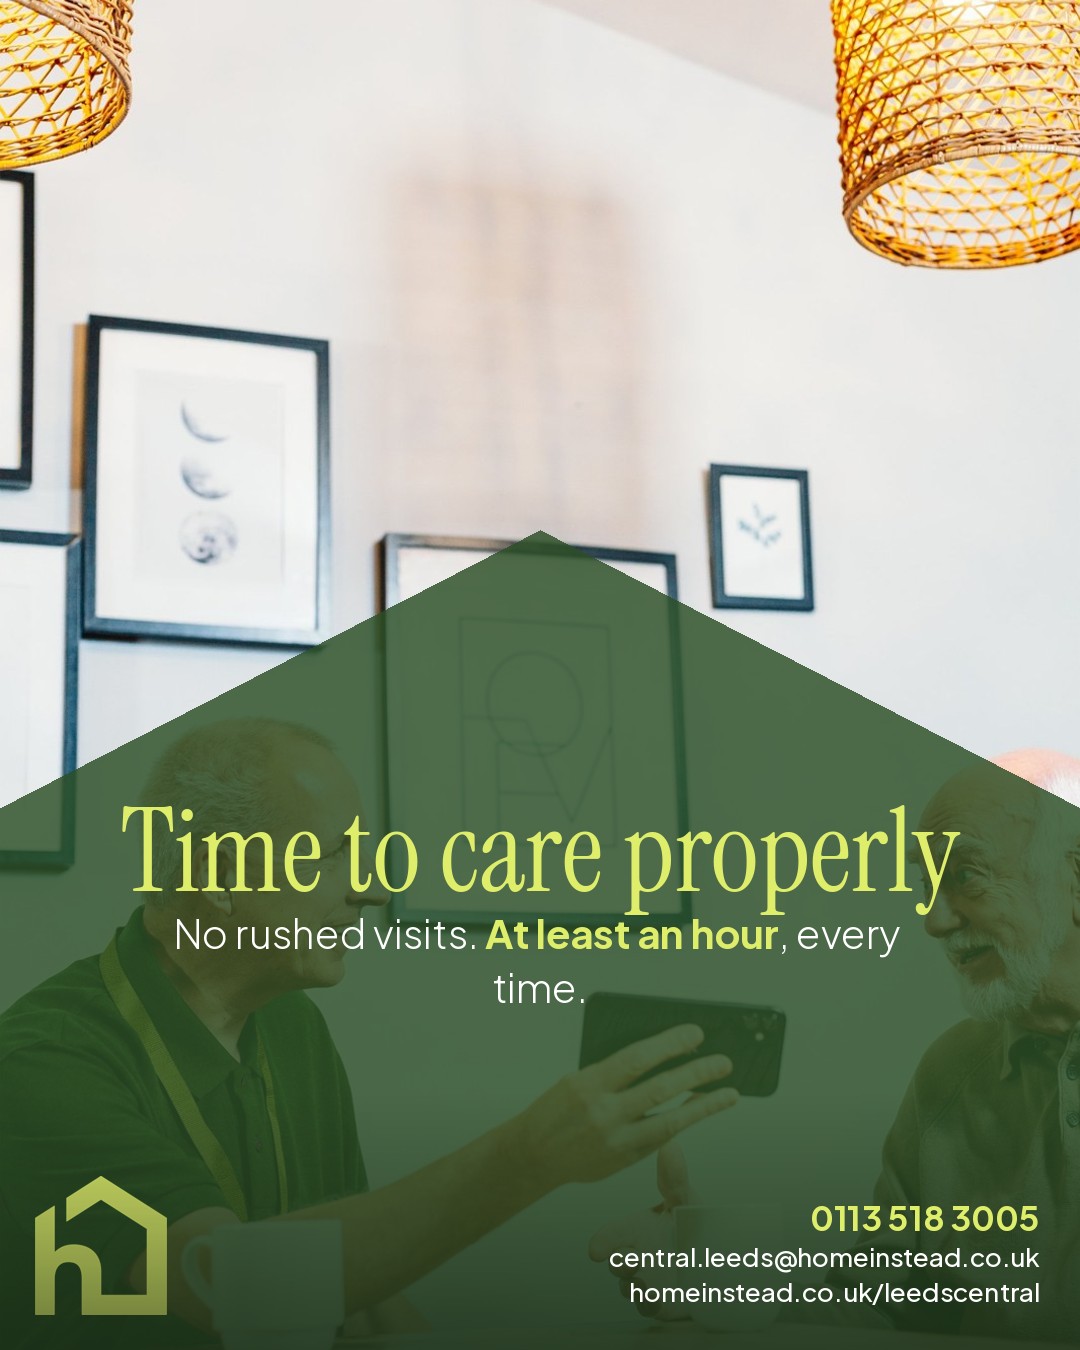 Time to care properly
No rushed visits. At least an hour, every
time.
0113 518 3005
central.leeds@homeinstead.co.uk
homeinstead.co.uk/leedscentral